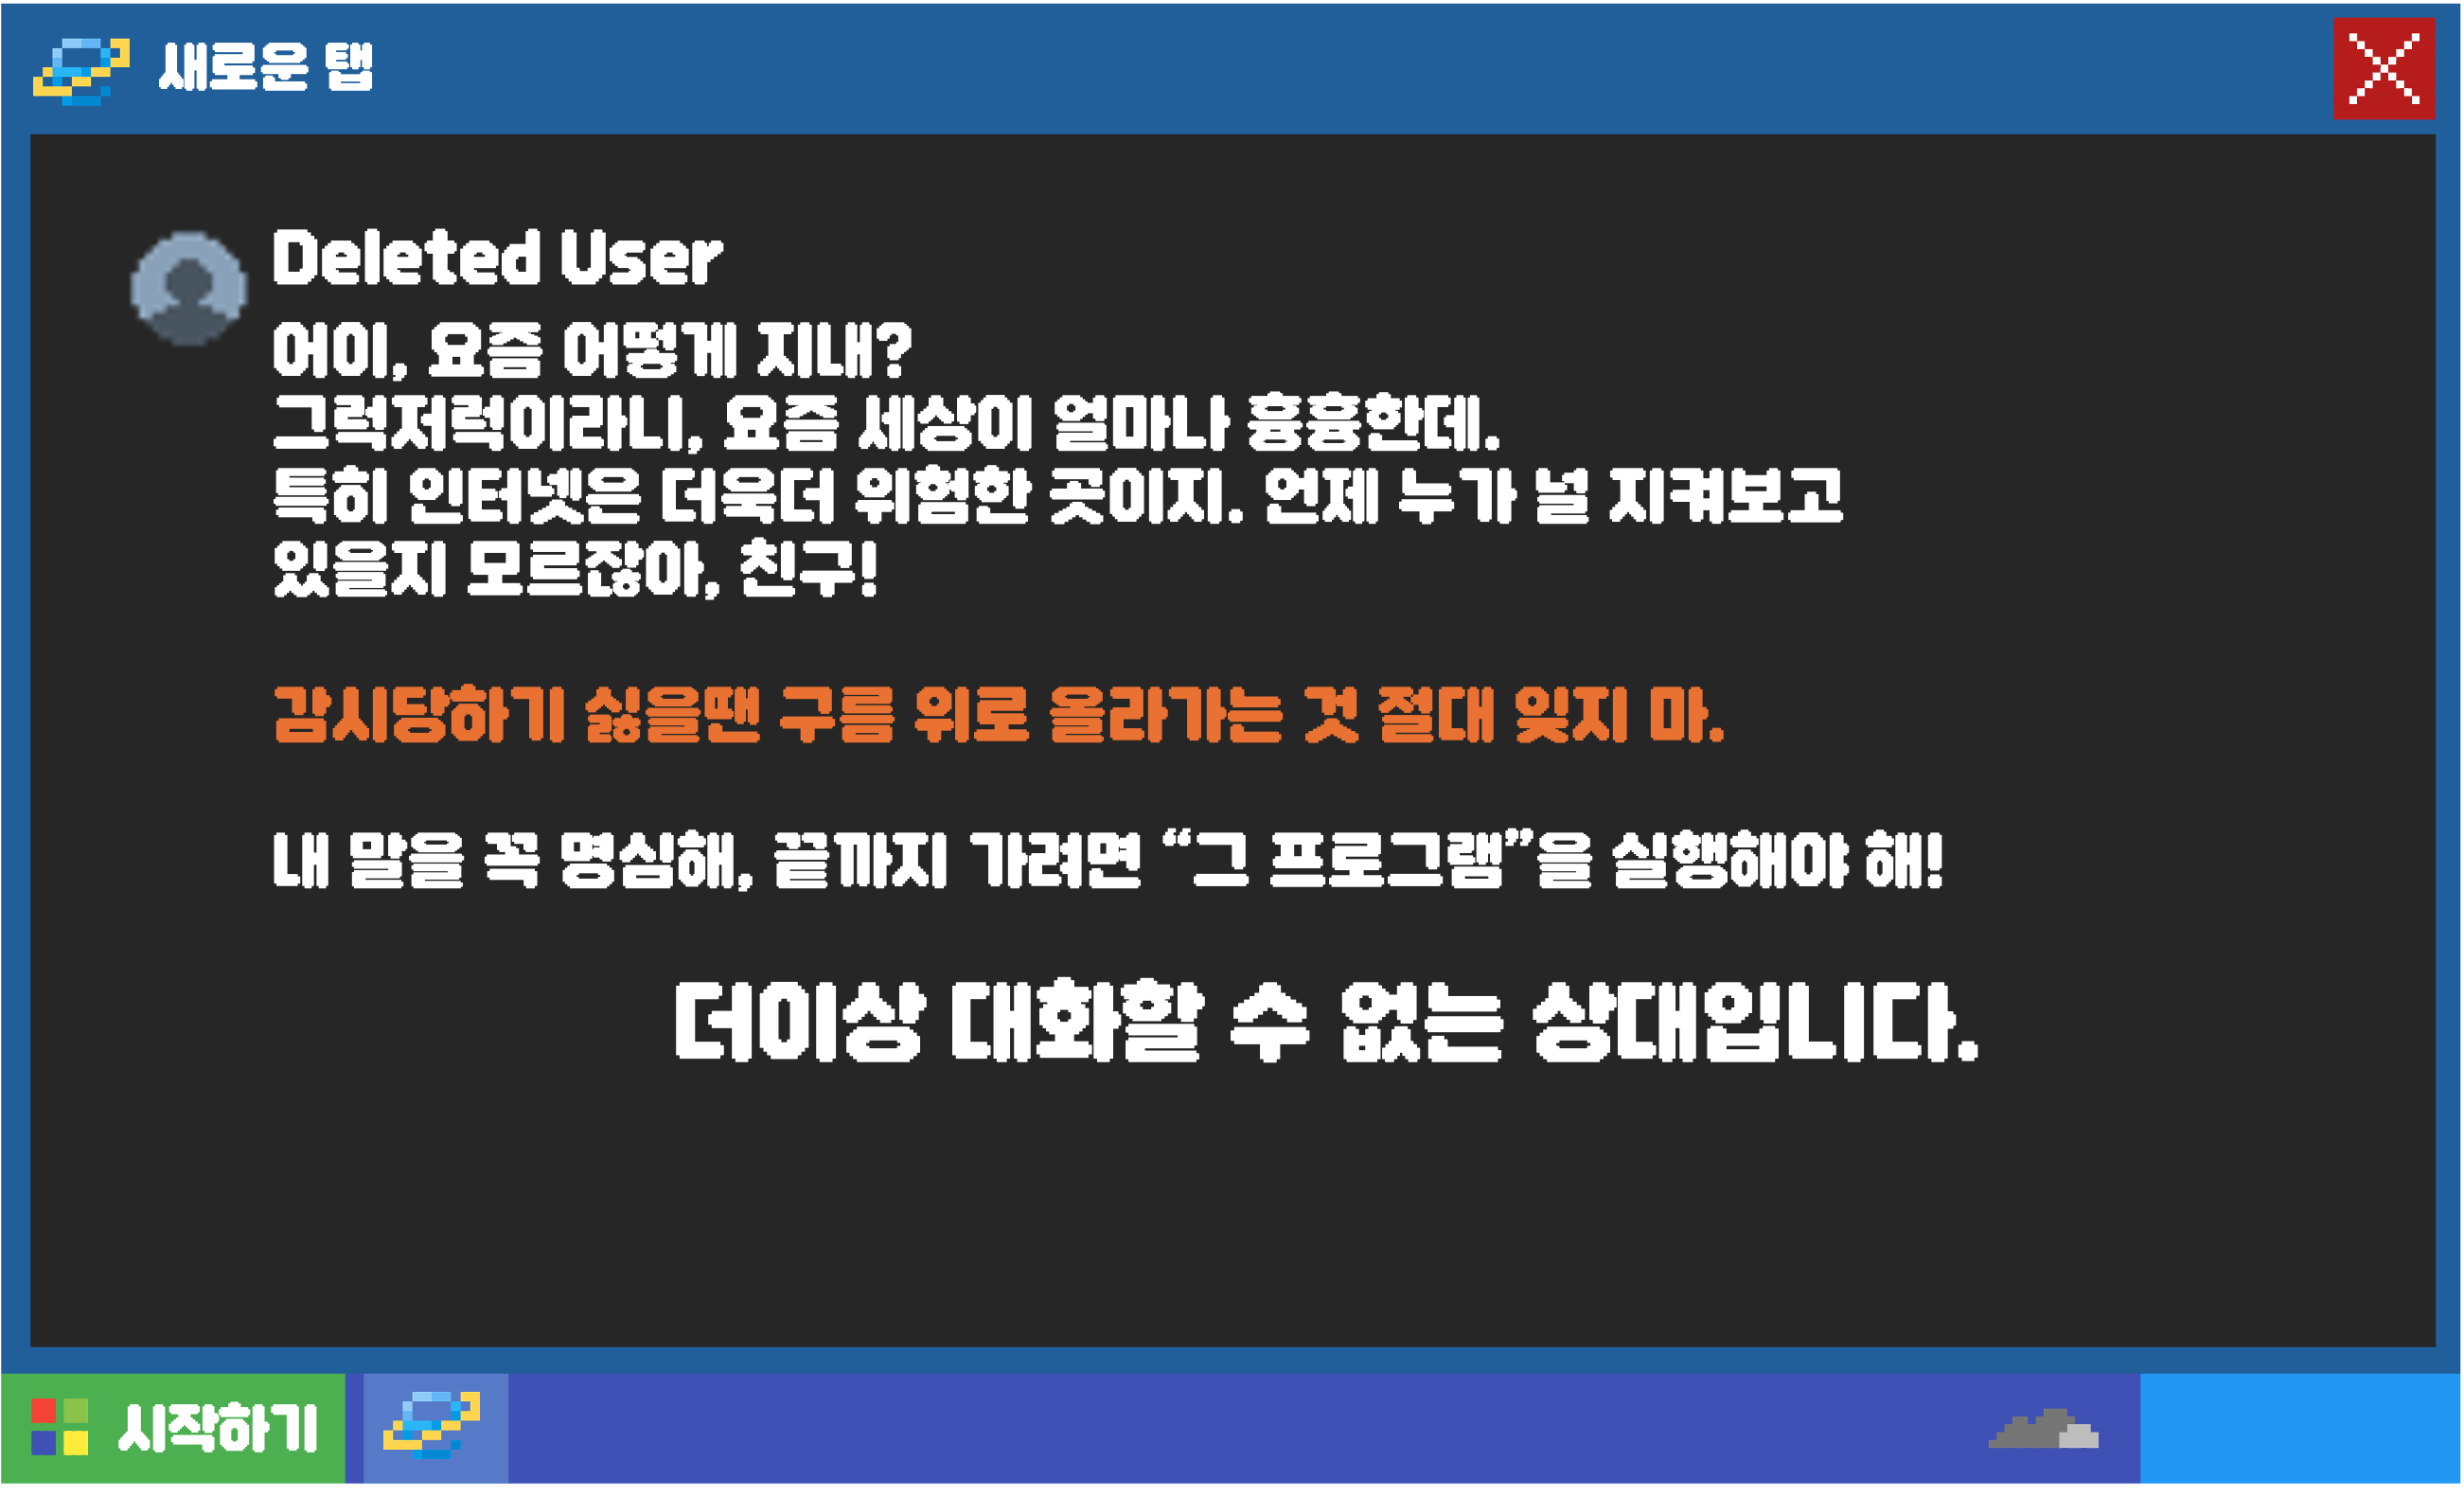 새로운 탭
Deleted User
어이, 요즘 어떻게 지내?
그럭저럭이라니, 요즘 세상이 얼마나 흉흉한데.
특히 인터넷은 더욱더 위험한 곳이지. 언제 누가 널 지켜보고
있을지 모르잖아, 친구!
감시당하기 싫을땐 구름 위로 올라가는 것 절대 잊지 마.
내 말을 꼭 명심해, 끝까지 가려면 “그 프로그램”을 실행해야 해!
더이상 대화할 수 없는 상대입니다.
시작하기